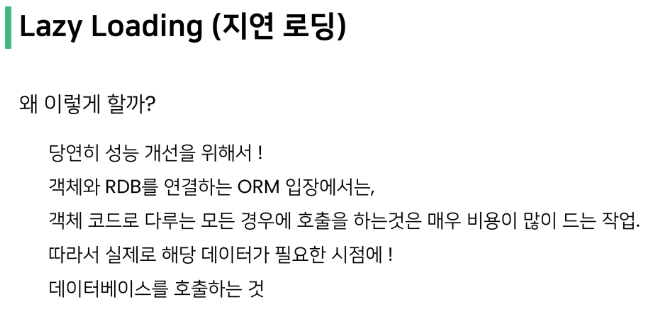 Lazy Loading (지연 로딩)
왜 이렇게 할까?
당연히 성능 개선을 위해서 !
객체와 RDB를 연결하는 ORM 입장에서는,
객체 코드로 다루는 모든 경우에 호출을 하는것은 매우 비용이 많이 드는 작업.
따라서 실제로 해당 데이터가 필요한 시점에 !
데이터베이스를 호출하는 것